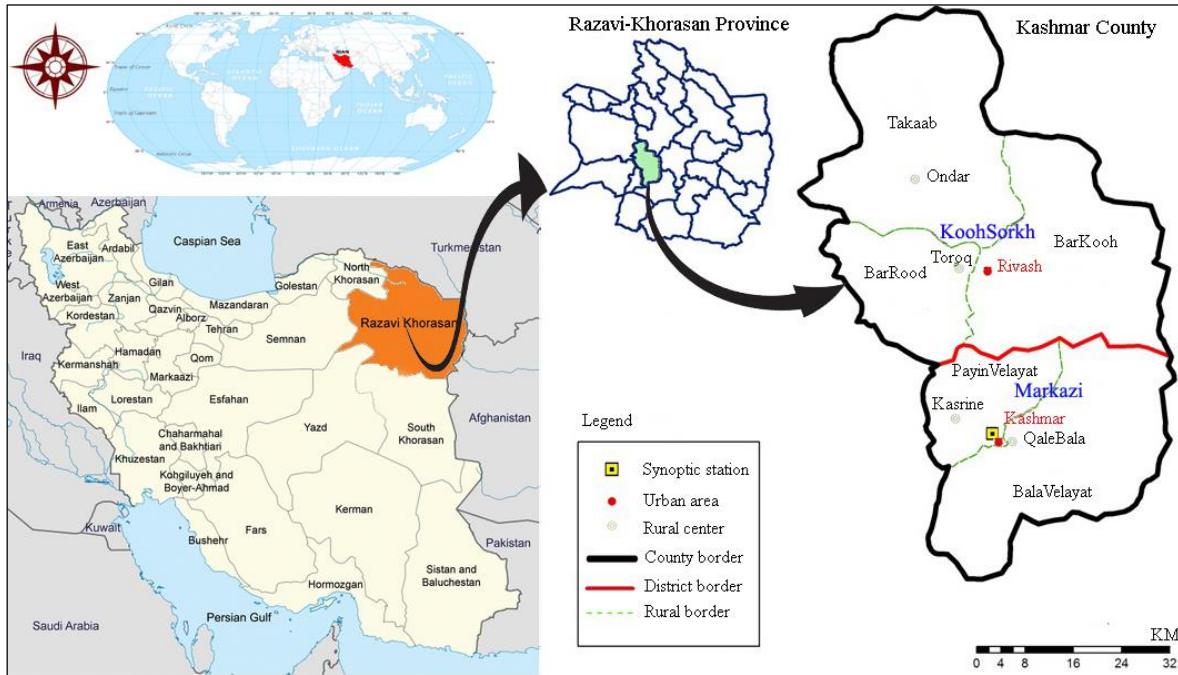 IRAN
PACIFIC
OCEAN
Razavi-Khorasan Province
Kashmar County
Armenia
Azerbaijan
Caspian Sea
Turkmenistan
East
Azerbaijan
Ardabil
West
Azerbaijan
Gilan
Zanjan
Qazvin
Alborz
Mazandaran
Golestan
North
Khorasan
Kordestan
Tehran
Semnan
Razavi Khorasan
Hamadan
Qom
Kermanshah
Markaazi
Iraq
Ilam
Lorestan
Esfahan
Yazd
South
Khorasan
Afghanistan
Chaharmahal
and Bakhtiari
Khuzestan
Kohgiluyeh and
Boyer-Ahmad
Kerman
Kuwait
Fars
Bushehr
Pakistan
Sistan and
Baluchestan
Hormozgan
Persian Gulf
Saudi Arabia
Takaab
Ondar
KoohSorkh
BarKooh
Toroq
BarRood
Rivash
PayinVelayat
Markazi
Kasrine
Kashmar
QaleBala
BalaVelayat
Legend
Synoptic station
Urban area
Rural center
County border
District border
Rural border
KM
0 2 4 8 16 24 32